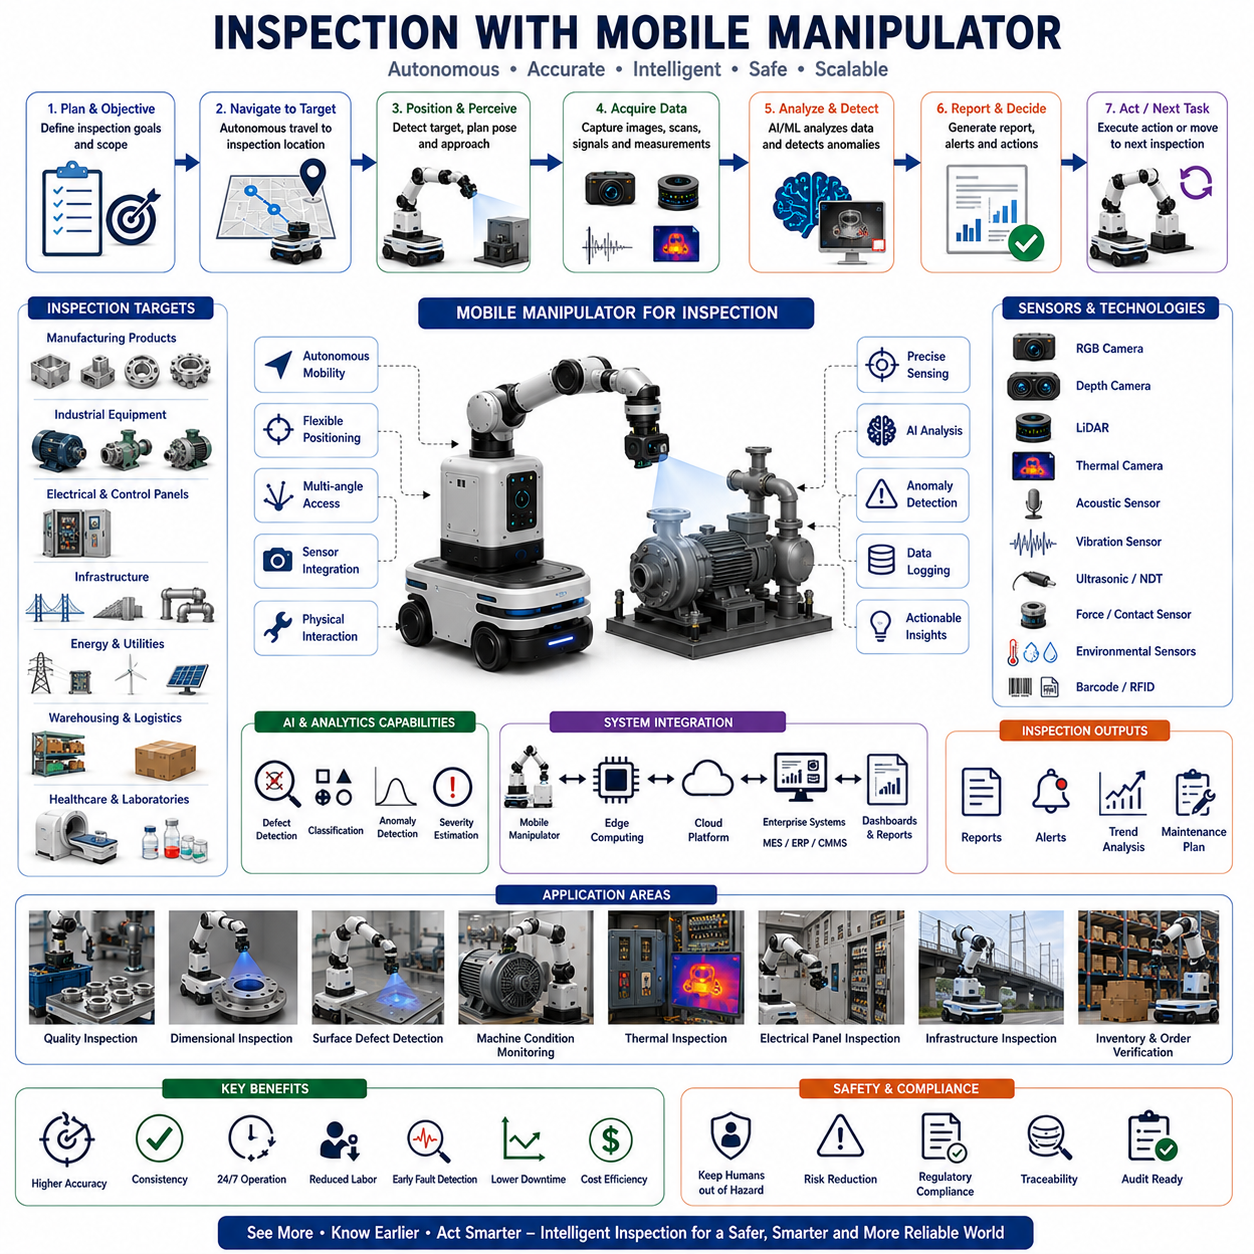 INSPECTION WITH MOBILE MANIPULATOR
Autonomous • Accurate • Intelligent • Safe • Scalable
1. Plan & Objective
Define inspection goals
and scope
2. Navigate to Target
Autonomous travel to
inspection location
3. Position & Perceive
Detect target, plan pose
and approach
4. Acquire Data
Capture images, scans,
signals and measurements
5. Analyze & Detect
AI/ML analyzes data
and detects anomalies
6. Report & Decide
Generate report,
alerts and actions
7. Act / Next Task
Execute action or move
to next inspection
INSPECTION TARGETS
Manufacturing Products
Industrial Equipment
Electrical & Control Panels
Infrastructure
Energy & Utilities
Warehousing & Logistics
Healthcare & Laboratories
MOBILE MANIPULATOR FOR INSPECTION
Autonomous
Mobility
Flexible
Positioning
Multi-angle
Access
Sensor
Integration
Physical
Interaction
Precise
Sensing
AI Analysis
Anomaly
Detection
Data
Logging
Actionable
Insights
SENSORS & TECHNOLOGIES
RGB Camera
Depth Camera
LiDAR
Thermal Camera
Acoustic Sensor
Vibration Sensor
Ultrasonic / NDT
Force / Contact Sensor
Environmental Sensors
Barcode / RFID
AI & ANALYTICS CAPABILITIES
Defect
Detection
Classification
Anomaly
Detection
Severity
Estimation
SYSTEM INTEGRATION
Mobile
Manipulator
Edge
Computing
Cloud
Platform
Enterprise Systems
MES / ERP / CMMS
Dashboards
& Reports
INSPECTION OUTPUTS
Reports
Alerts
Trend
Analysis
Maintenance
Plan
APPLICATION AREAS
Quality Inspection
Dimensional Inspection
Surface Defect Detection
Machine Condition
Monitoring
Thermal Inspection
Electrical Panel Inspection
Infrastructure Inspection
Inventory & Order
Verification
KEY BENEFITS
Higher Accuracy
Consistency
24/7 Operation
Reduced Labor
Early Fault Detection
Lower Downtime
$
Cost Efficiency
SAFETY & COMPLIANCE
Keep Humans
out of Hazard
Risk Reduction
Regulatory
Compliance
Traceability
Audit Ready
See More • Know Earlier • Act Smarter – Intelligent Inspection for a Safer, Smarter and More Reliable World